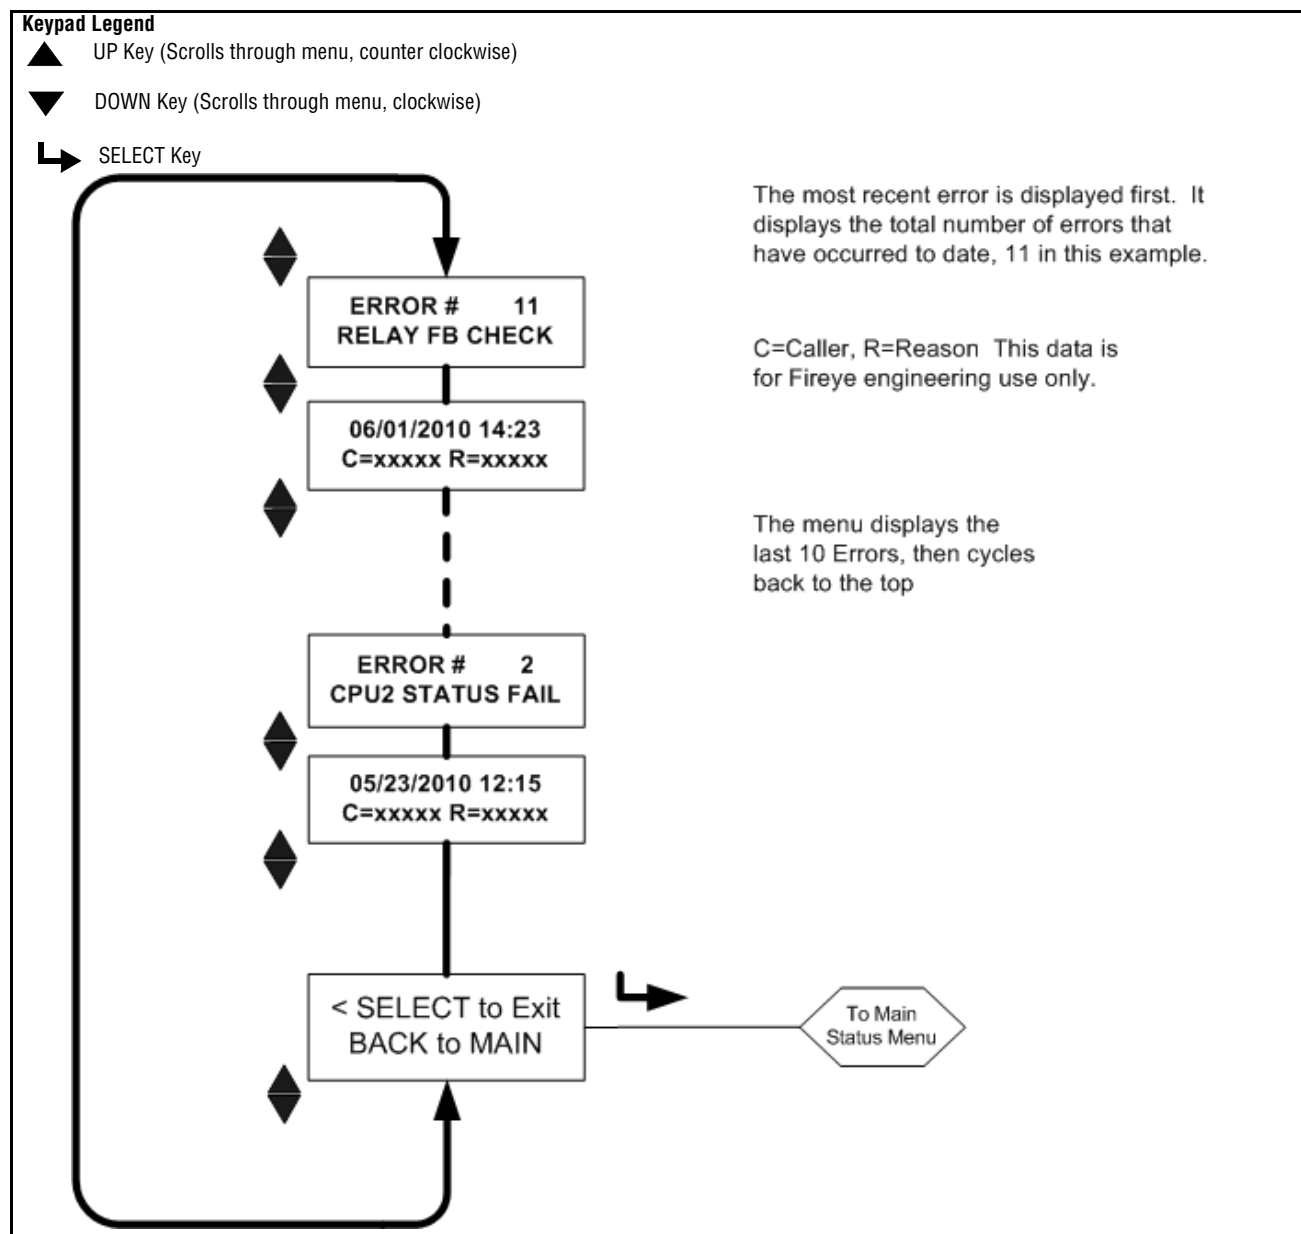 Keypad Legend
UP Key (Scrolls through menu, counter clockwise)
DOWN Key (Scrolls through menu, clockwise)
SELECT Key
The most recent error is displayed first. It
displays the total number of errors that
have occurred to date, 11 in this example.
ERROR # 11
RELAY FB CHECK
C=Caller, R=Reason This data is
for Fireye engineering use only.
06/01/2010 14:23
C=xxxxx R=xxxxx
The menu displays the
last 10 Errors, then cycles
back to the top
ERROR # 2
CPU2 STATUS FAIL
05/23/2010 12:15
C=xxxxx R=xxxxx
< SELECT to Exit
BACK to MAIN
To Main
Status Menu